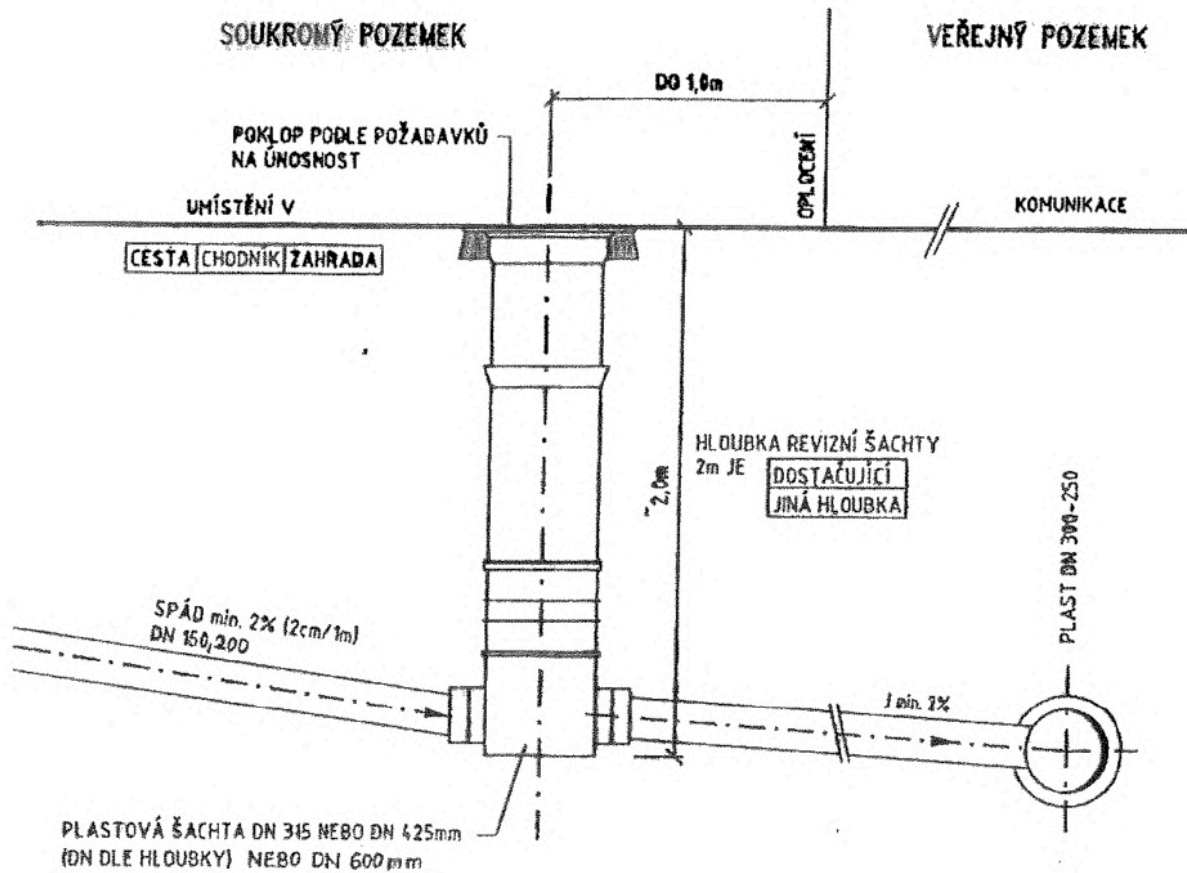 SOUKROMÝ POZEMEK
VEŘEJNÝ POZEMEK
DO 1,0m
POKLOP PODLE POŽADAVKŮ
NA ÚNOSNOST
OPLOCENÍ
UMÍSTĚNÍ V
KOMUNIKACE
CESTA CHODNÍK ZAHRADA
HLOUBKA REVIZNÍ ŠACHTY
2m JE DOSTAČUJÍCÍ
JINÁ HLOUBKA
~2,0m
PLAST DN 300-250
SPÁD min. 2% (2cm/1m)
DN 150,200
J min. 2%
PLASTOVÁ ŠACHTA DN 315 NEBO DN 425mm
(DN DLE HLOUBKY) NEBO DN 600mm